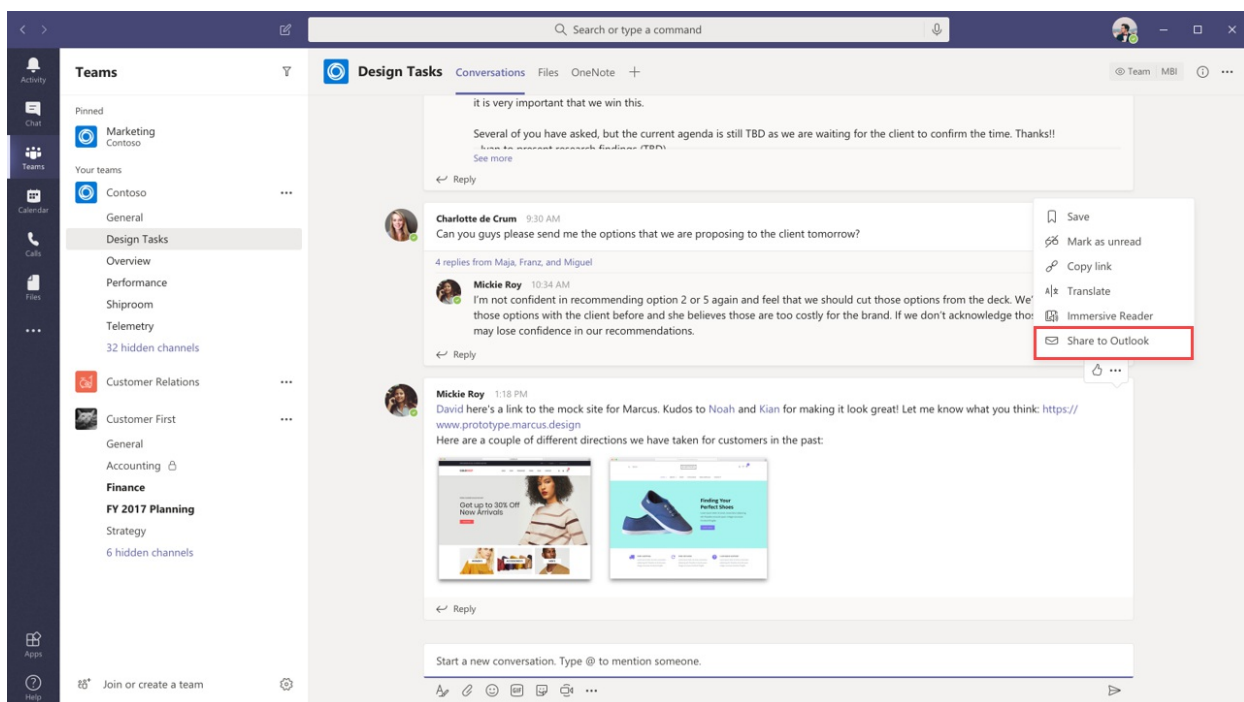 Search or type a command
Activity
Chat
Teams
Calendar
Calls
Files
Apps
Help
Teams
Pinned
Marketing
Contoso
Your teams
Contoso
General
Design Tasks
Overview
Performance
Shiproom
Telemetry
32 hidden channels
Customer Relations
Customer First
General
Accounting
Finance
FY 2017 Planning
Strategy
6 hidden channels
Join or create a team
Design Tasks Conversations Files OneNote
Team MBI
it is very important that we win this.
Several of you have asked, but the current agenda is still TBD as we are waiting for the client to confirm the time. Thanks!!
- Ivan to present research findings (TBD)
See more
Reply
Charlotte de Crum 9:30 AM
Can you guys please send me the options that we are proposing to the client tomorrow?
4 replies from Maja, Franz, and Miguel
Mickie Roy 10:34 AM
I'm not confident in recommending option 2 or 5 again and feel that we should cut those options from the deck. We'
those options with the client before and she believes those are too costly for the brand. If we don't acknowledge tho
may lose confidence in our recommendations.
Reply
Save
Mark as unread
Copy link
Translate
Immersive Reader
Share to Outlook
Mickie Roy 1:18 PM
David here's a link to the mock site for Marcus. Kudos to Noah and Kian for making it look great! Let me know what you think: https://
www.prototype.marcus.design
Here are a couple of different directions we have taken for customers in the past:
Get up to 30% Off
New Arrivals
Finding Your
Perfect Shoes
Reply
Start a new conversation. Type @ to mention someone.
GIF